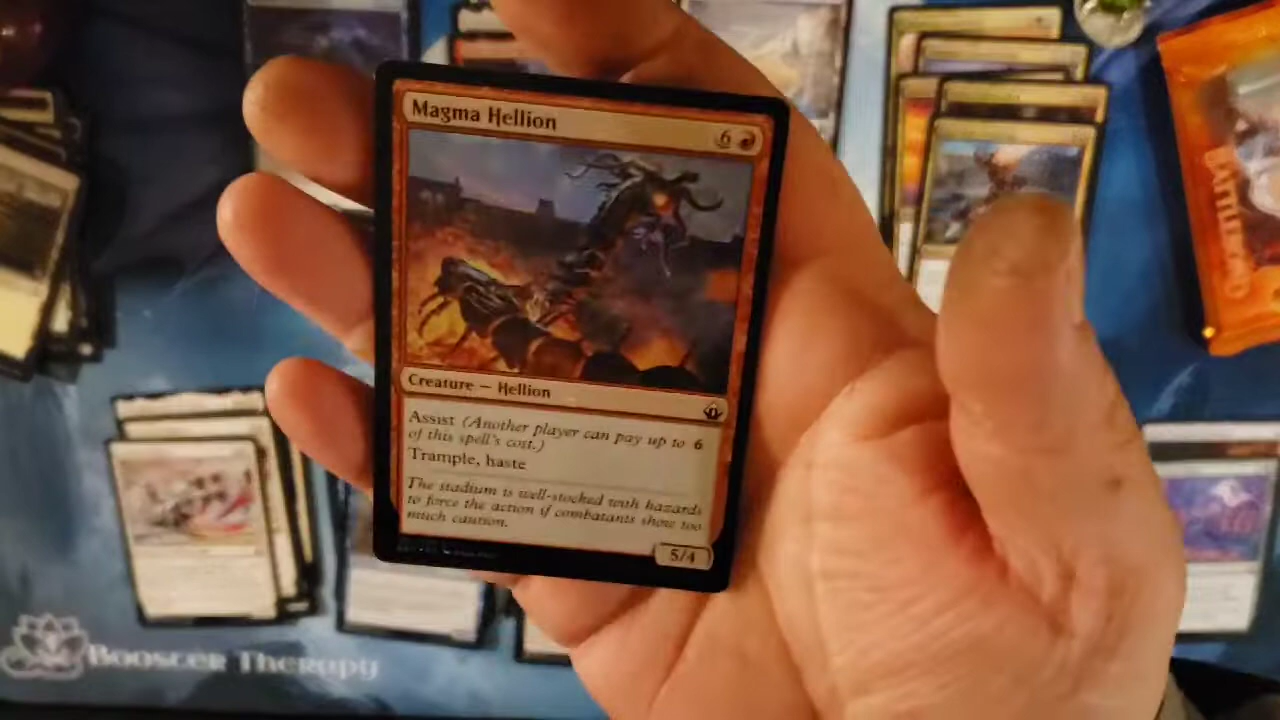 Magma Hellion
6
Creature — Hellion
Assist (Another player can pay up to 6
of this spell's cost.)
Trample, haste
The stadium is well-stocked with hazards
to force the action if combatants show too
much caution.
5/4
BATTLEBOND
Booster Therapy